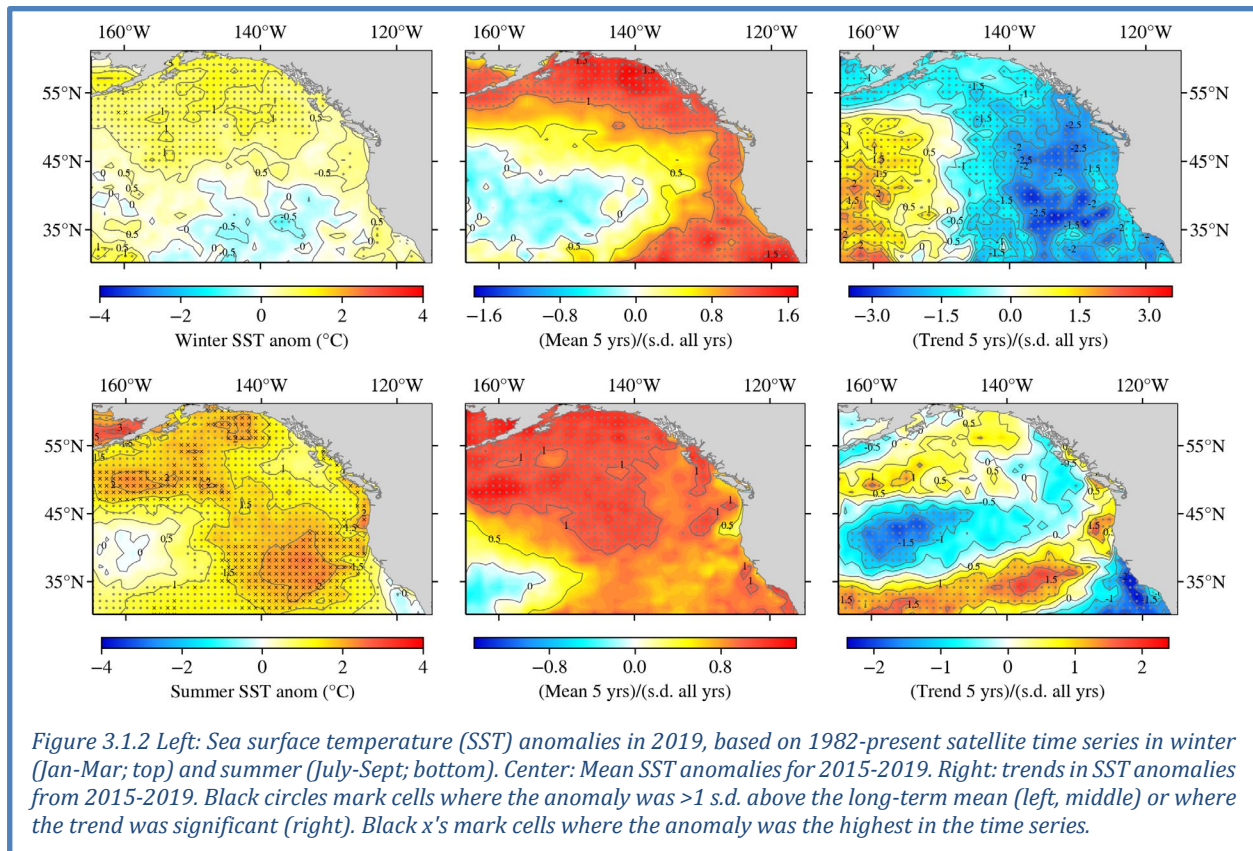 160°W 140°W 120°W 160°W 140°W 120°W 160°W 140°W 120°W
55°N 55°N
45°N 45°N
35°N 35°N
−4 −2 0 2 4 −1.6 −0.8 0.0 0.8 1.6 −3.0 −1.5 0.0 1.5 3.0
Winter SST anom (°C) (Mean 5 yrs)/(s.d. all yrs) (Trend 5 yrs)/(s.d. all yrs)
160°W 140°W 120°W 160°W 140°W 120°W 160°W 140°W 120°W
55°N 55°N
45°N 45°N
35°N 35°N
−4 −2 0 2 4 −0.8 0.0 0.8 −2 −1 0 1 2
Summer SST anom (°C) (Mean 5 yrs)/(s.d. all yrs) (Trend 5 yrs)/(s.d. all yrs)
Figure 3.1.2 Left: Sea surface temperature (SST) anomalies in 2019, based on 1982-present satellite time series in winter
(Jan-Mar; top) and summer (July-Sept; bottom). Center: Mean SST anomalies for 2015-2019. Right: trends in SST anomalies
from 2015-2019. Black circles mark cells where the anomaly was >1 s.d. above the long-term mean (left, middle) or where
the trend was significant (right). Black x's mark cells where the anomaly was the highest in the time series.